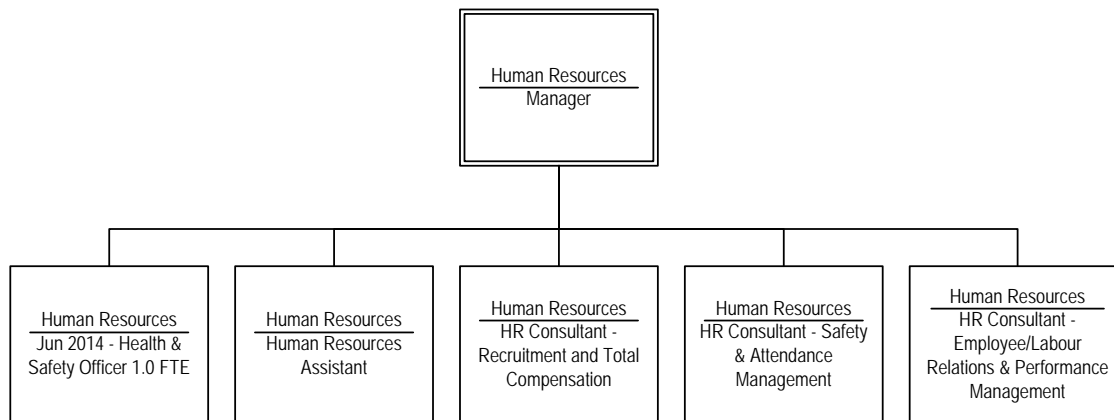 Human Resources
Manager
Human Resources
Jun 2014 - Health &
Safety Officer 1.0 FTE
Human Resources
Human Resources
Assistant
Human Resources
HR Consultant -
Recruitment and Total
Compensation
Human Resources
HR Consultant - Safety
& Attendance
Management
Human Resources
HR Consultant -
Employee/Labour
Relations & Performance
Management